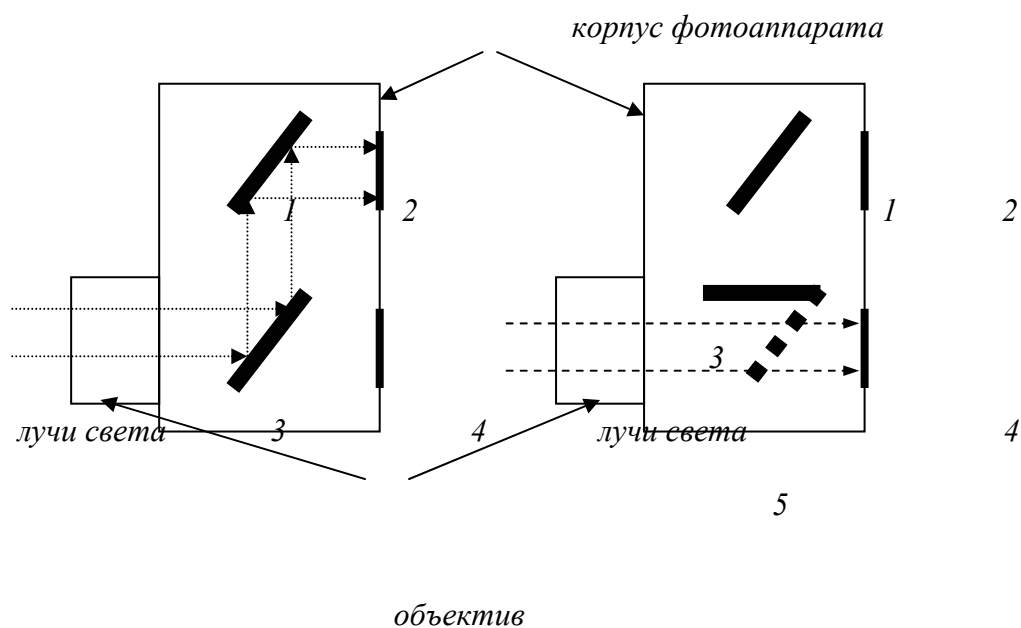 корпус фотоаппарата
1 2 1 2
3
лучи света 3 4 лучи света 4
5
объектив